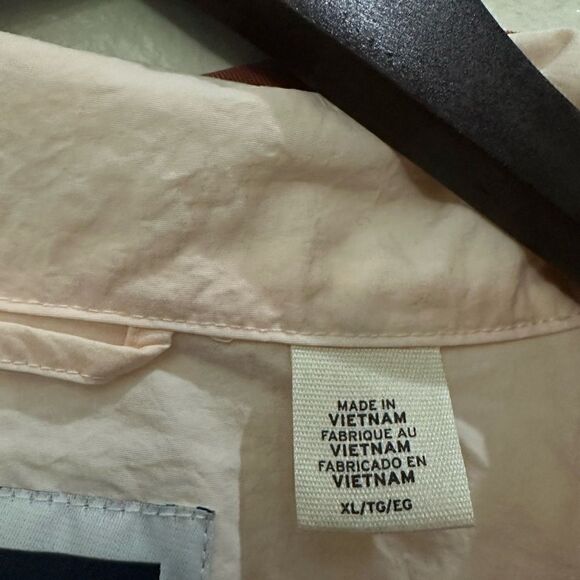 MADE IN
VIETNAM
FABRIQUE AU
VIETNAM
FABRICADO EN
VIETNAM
XL/TG/EG